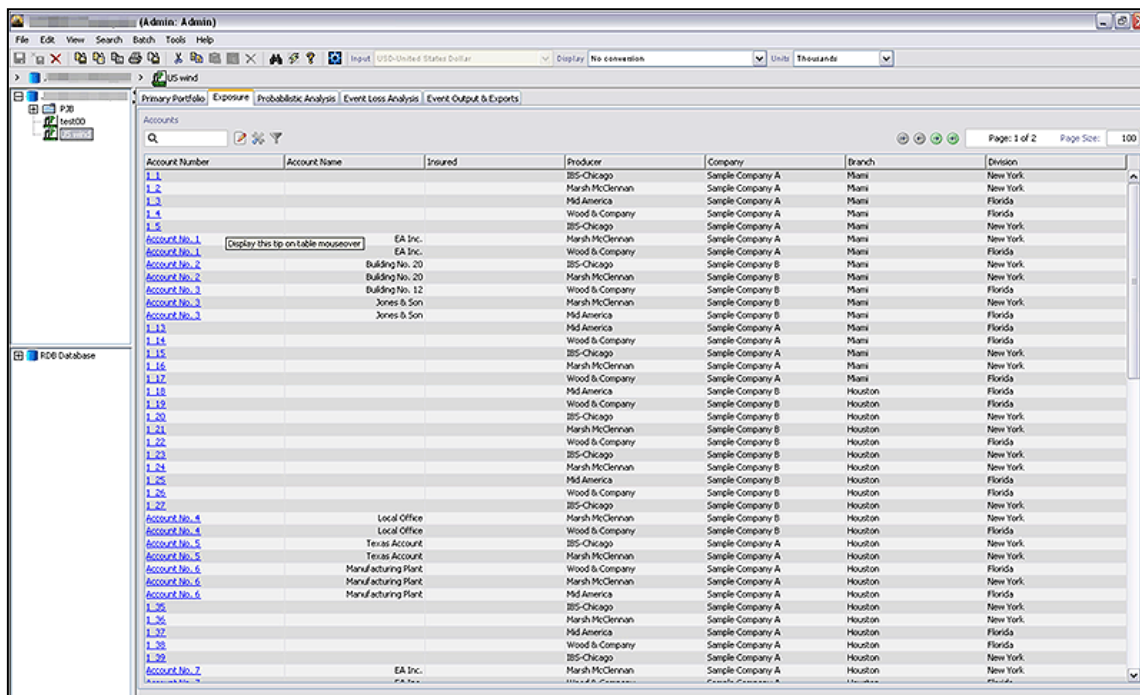 (Admin: Admin)
File Edit View Search Batch Tools Help
Input USD-United States Dollar Display No conversion Units Thousands
US wind
PJB
test00
US wind
RDB Database
Primary Portfolio Exposure Probabilistic Analysis Event Loss Analysis Event Output & Exports
Accounts
Page: 1 of 2 Page Size: 100
Account Number Account Name Insured Producer Company Branch Division
1_1 IBS-Chicago Sample Company A Miami New York
1_2 Marsh McClennan Sample Company A Miami New York
1_3 Mid America Sample Company A Miami Florida
1_4 Wood & Company Sample Company A Miami Florida
1_5 IBS-Chicago Sample Company A Miami New York
Account No. 1 EA Inc. Marsh McClennan Sample Company A Miami New York
Display this tip on table mouseover
Account No. 1 EA Inc. Wood & Company Sample Company A Miami Florida
Account No. 2 Building No. 20 IBS-Chicago Sample Company B Miami New York
Account No. 2 Building No. 20 Marsh McClennan Sample Company B Miami New York
Account No. 3 Building No. 12 Wood & Company Sample Company B Miami Florida
Account No. 3 Jones & Son Marsh McClennan Sample Company B Miami New York
Account No. 3 Jones & Son Mid America Sample Company B Miami Florida
1_13 Mid America Sample Company A Miami Florida
1_14 Wood & Company Sample Company A Miami Florida
1_15 IBS-Chicago Sample Company A Miami New York
1_16 Marsh McClennan Sample Company A Miami New York
1_17 Wood & Company Sample Company A Miami Florida
1_18 Mid America Sample Company B Houston Florida
1_19 Wood & Company Sample Company B Houston Florida
1_20 IBS-Chicago Sample Company B Houston New York
1_21 Marsh McClennan Sample Company B Houston New York
1_22 Wood & Company Sample Company B Houston Florida
1_23 IBS-Chicago Sample Company B Houston New York
1_24 Marsh McClennan Sample Company B Houston New York
1_25 Mid America Sample Company B Houston Florida
1_26 Wood & Company Sample Company B Houston Florida
1_27 IBS-Chicago Sample Company B Houston New York
Account No. 4 Local Office Marsh McClennan Sample Company B Houston New York
Account No. 4 Local Office Wood & Company Sample Company B Houston Florida
Account No. 5 Texas Account IBS-Chicago Sample Company A Houston New York
Account No. 5 Texas Account Marsh McClennan Sample Company A Houston New York
Account No. 6 Manufacturing Plant Wood & Company Sample Company A Houston Florida
Account No. 6 Manufacturing Plant Marsh McClennan Sample Company A Houston New York
Account No. 6 Manufacturing Plant Mid America Sample Company A Houston Florida
1_35 IBS-Chicago Sample Company A Houston New York
1_36 Marsh McClennan Sample Company A Houston New York
1_37 Mid America Sample Company A Houston Florida
1_38 Wood & Company Sample Company A Houston Florida
1_39 IBS-Chicago Sample Company A Houston New York
Account No. 7 EA Inc. Marsh McClennan Sample Company A Houston New York